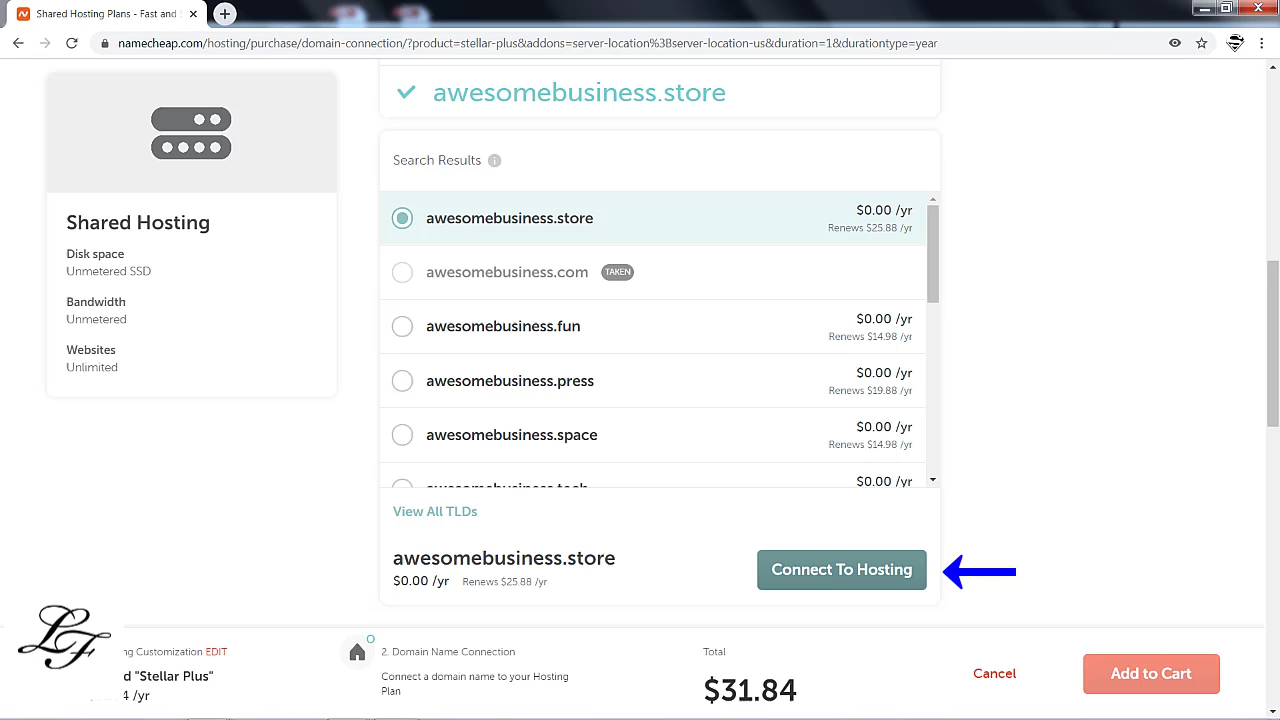 Shared Hosting Plans - Fast and
namecheap.com/hosting/purchase/domain-connection/?product=stellar-plus&addons=server-location%3Bserver-location-us&duration=1&durationtype=year
awesomebusiness.store
Shared Hosting
Disk space
Unmetered SSD
Bandwidth
Unmetered
Websites
Unlimited
Search Results
awesomebusiness.store
$0.00 /yr
Renews $25.88 /yr
awesomebusiness.com TAKEN
awesomebusiness.fun
$0.00 /yr
Renews $14.98 /yr
awesomebusiness.press
$0.00 /yr
Renews $19.88 /yr
awesomebusiness.space
$0.00 /yr
Renews $14.98 /yr
awesomebusiness.tech
$0.00 /yr
View All TLDs
awesomebusiness.store
$0.00 /yr Renews $25.88 /yr
Connect To Hosting
LF
ng Customization EDIT
d "Stellar Plus"
4 /yr
2. Domain Name Connection
Connect a domain name to your Hosting
Plan
Total
$31.84
Cancel
Add to Cart